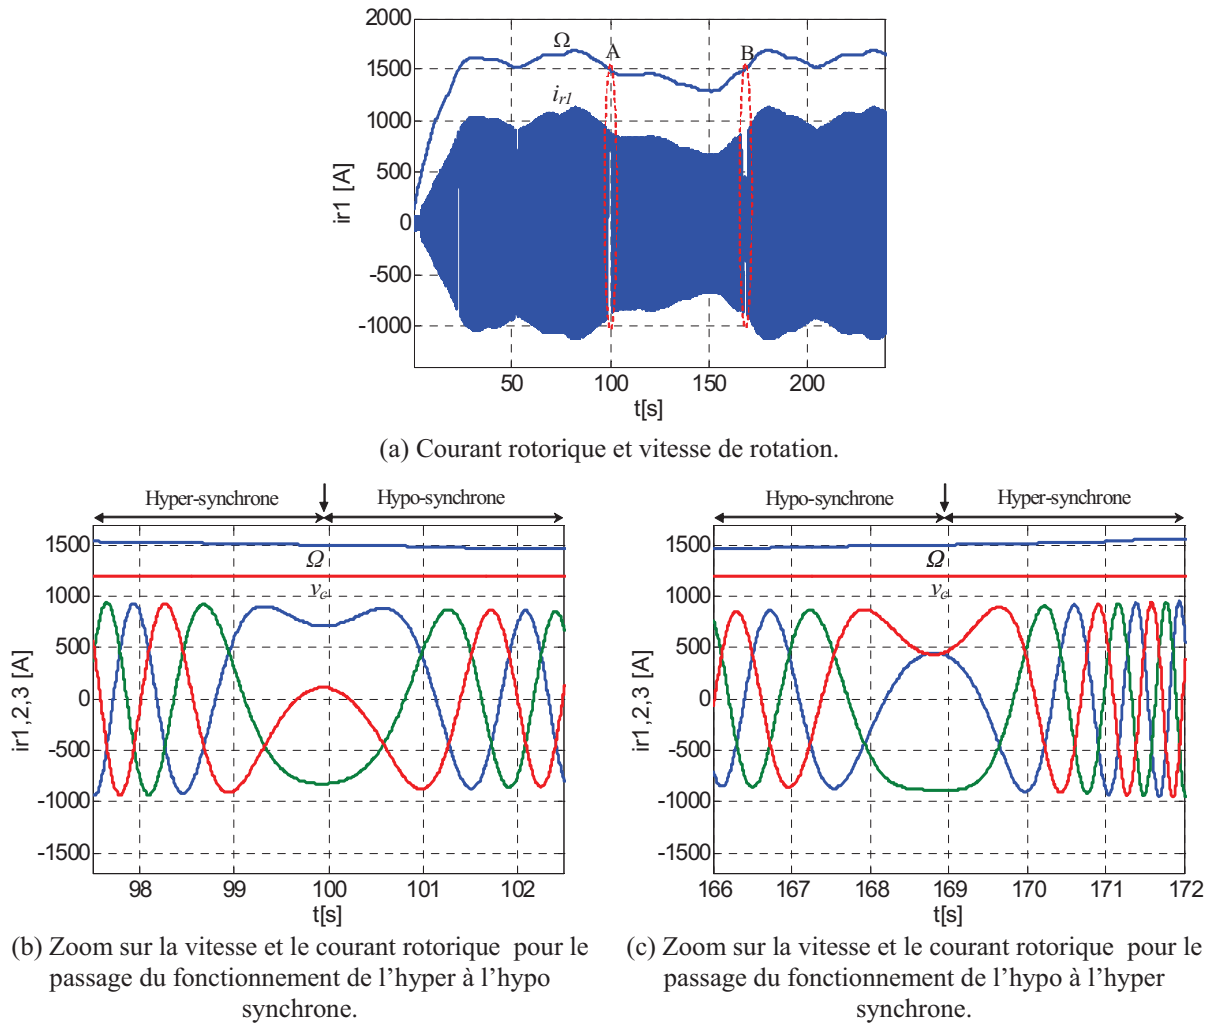 2000
1500
1000
500
0
-500
-1000
ir1 [A]
Ω
A
B
ir1
50
100
150
200
t[s]
(a) Courant rotorique et vitesse de rotation.
Hyper-synchrone
Hypo-synchrone
1500
1000
500
0
-500
-1000
-1500
ir1,2,3 [A]
Ω
vc
98
99
100
101
102
t[s]
(b) Zoom sur la vitesse et le courant rotorique pour le
passage du fonctionnement de l’hyper à l’hypo
synchrone.
Hypo-synchrone
Hyper-synchrone
1500
1000
500
0
-500
-1000
-1500
ir1,2,3 [A]
Ω
vc
166
167
168
169
170
171
172
t[s]
(c) Zoom sur la vitesse et le courant rotorique pour le
passage du fonctionnement de l’hypo à l’hyper
synchrone.